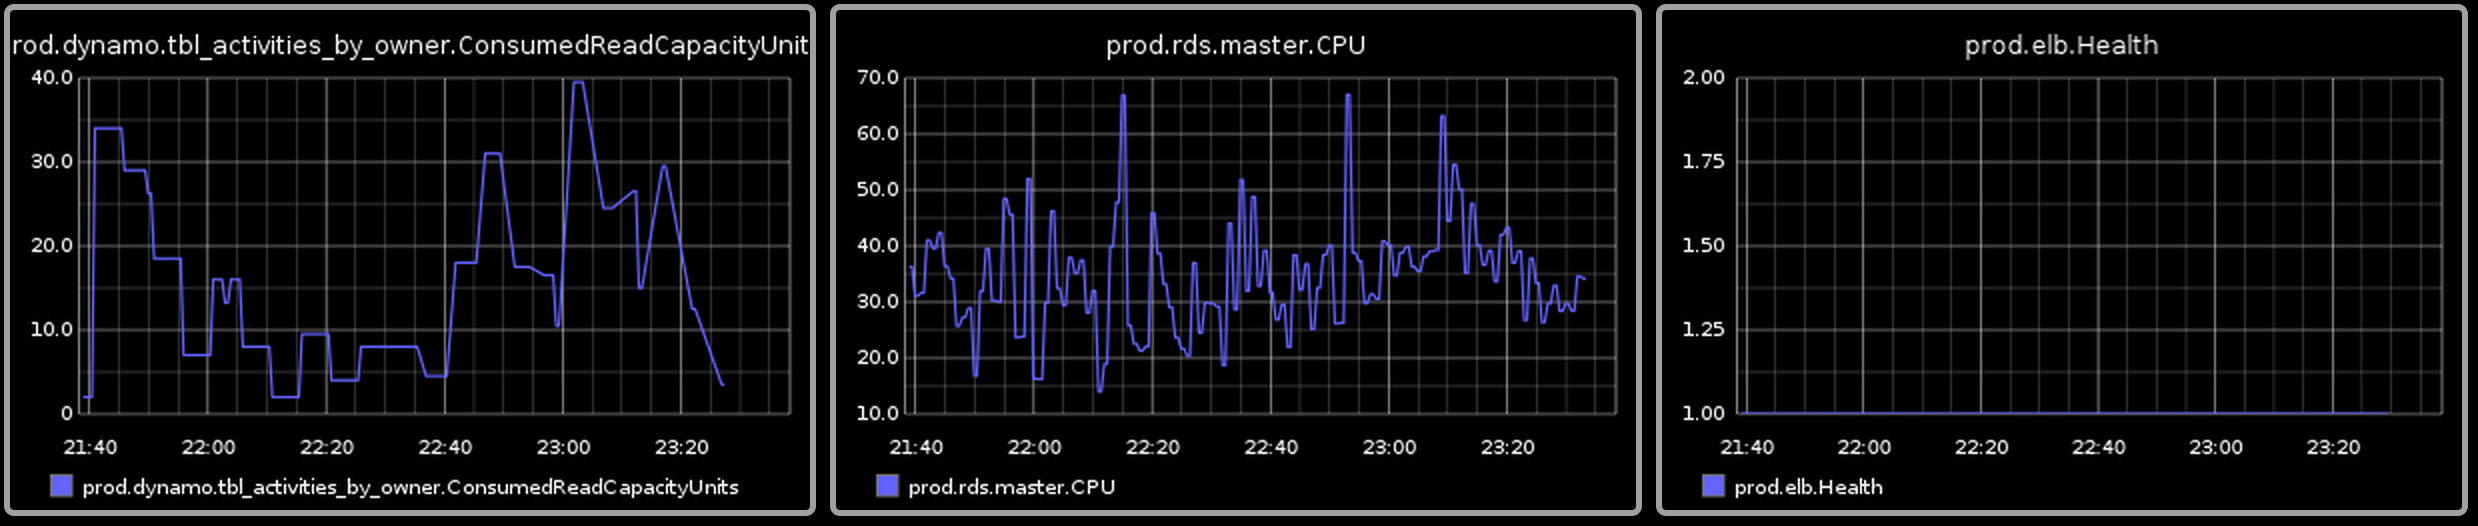 rod.dynamo.tbl_activities_by_owner.ConsumedReadCapacityUnit
40.0
30.0
20.0
10.0
0
21:40 22:00 22:20 22:40 23:00 23:20
prod.dynamo.tbl_activities_by_owner.ConsumedReadCapacityUnits
prod.rds.master.CPU
70.0
60.0
50.0
40.0
30.0
20.0
10.0
21:40 22:00 22:20 22:40 23:00 23:20
prod.rds.master.CPU
prod.elb.Health
2.00
1.75
1.50
1.25
1.00
21:40 22:00 22:20 22:40 23:00 23:20
prod.elb.Health